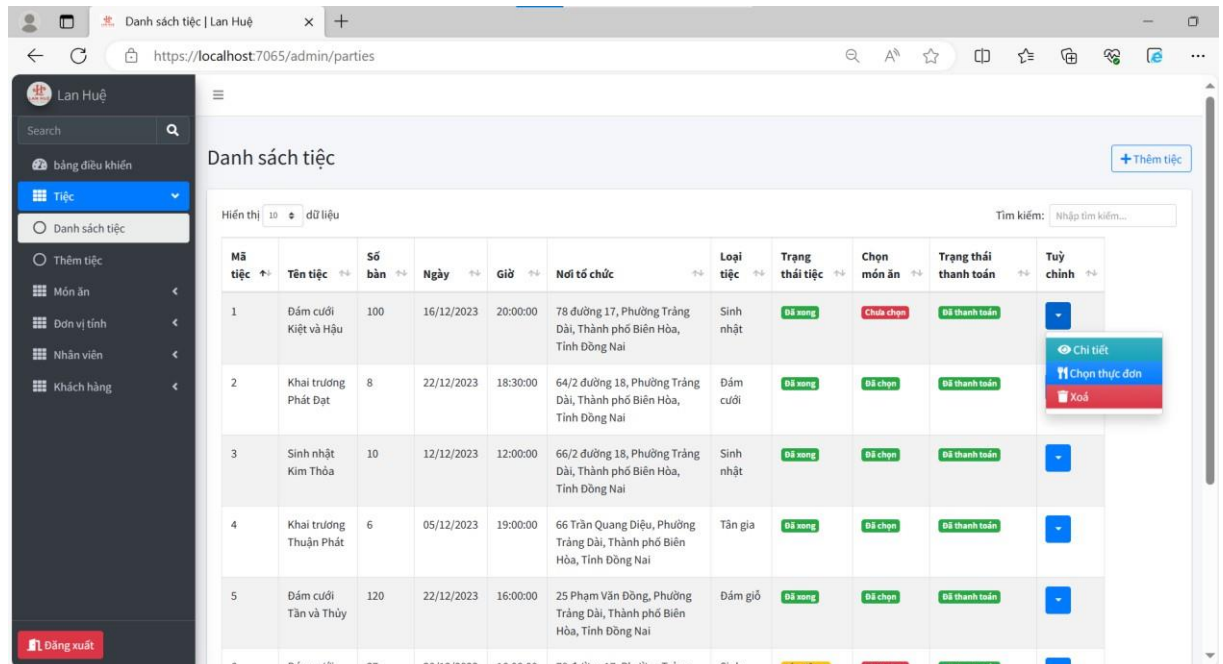 Danh sách tiệc | Lan Huệ
https://localhost:7065/admin/parties
LAN HUỆ
Lan Huệ
Search
bảng điều khiển
Tiệc
Danh sách tiệc
Thêm tiệc
Món ăn
Đơn vị tính
Nhân viên
Khách hàng
Đăng xuất
Danh sách tiệc
Thêm tiệc
Hiển thị 10 dữ liệu
Tìm kiếm: Nhập tìm kiếm...
Mã tiệc Tên tiệc Số bàn Ngày Giờ Nơi tổ chức Loại tiệc Trạng thái tiệc Chọn món ăn Trạng thái thanh toán Tuỳ chỉnh
1 Đám cưới 100 16/12/2023 20:00:00 78 đường 17, Phường Trảng Sinh Đã xong Chưa chọn Đã thanh toán
Kiệt và Hậu Dài, Thành phố Biên Hòa, nhật
Tỉnh Đồng Nai
Chi tiết
Chọn thực đơn
Xoá
2 Khai trương 8 22/12/2023 18:30:00 64/2 đường 18, Phường Trảng Đám Đã xong Đã chọn Đã thanh toán
Phát Đạt Dài, Thành phố Biên Hòa, cưới
Tỉnh Đồng Nai
3 Sinh nhật 10 12/12/2023 12:00:00 66/2 đường 18, Phường Trảng Sinh Đã xong Đã chọn Đã thanh toán
Kim Thỏa Dài, Thành phố Biên Hòa, nhật
Tỉnh Đồng Nai
4 Khai trương 6 05/12/2023 19:00:00 66 Trần Quang Diệu, Phường Tân gia Đã xong Đã chọn Đã thanh toán
Thuận Phát Trảng Dài, Thành phố Biên
Hòa, Tỉnh Đồng Nai
5 Đám cưới 120 22/12/2023 16:00:00 25 Phạm Văn Đồng, Phường Đám giỗ Đã xong Đã chọn Đã thanh toán
Tần và Thủy Trảng Dài, Thành phố Biên
Hòa, Tỉnh Đồng Nai